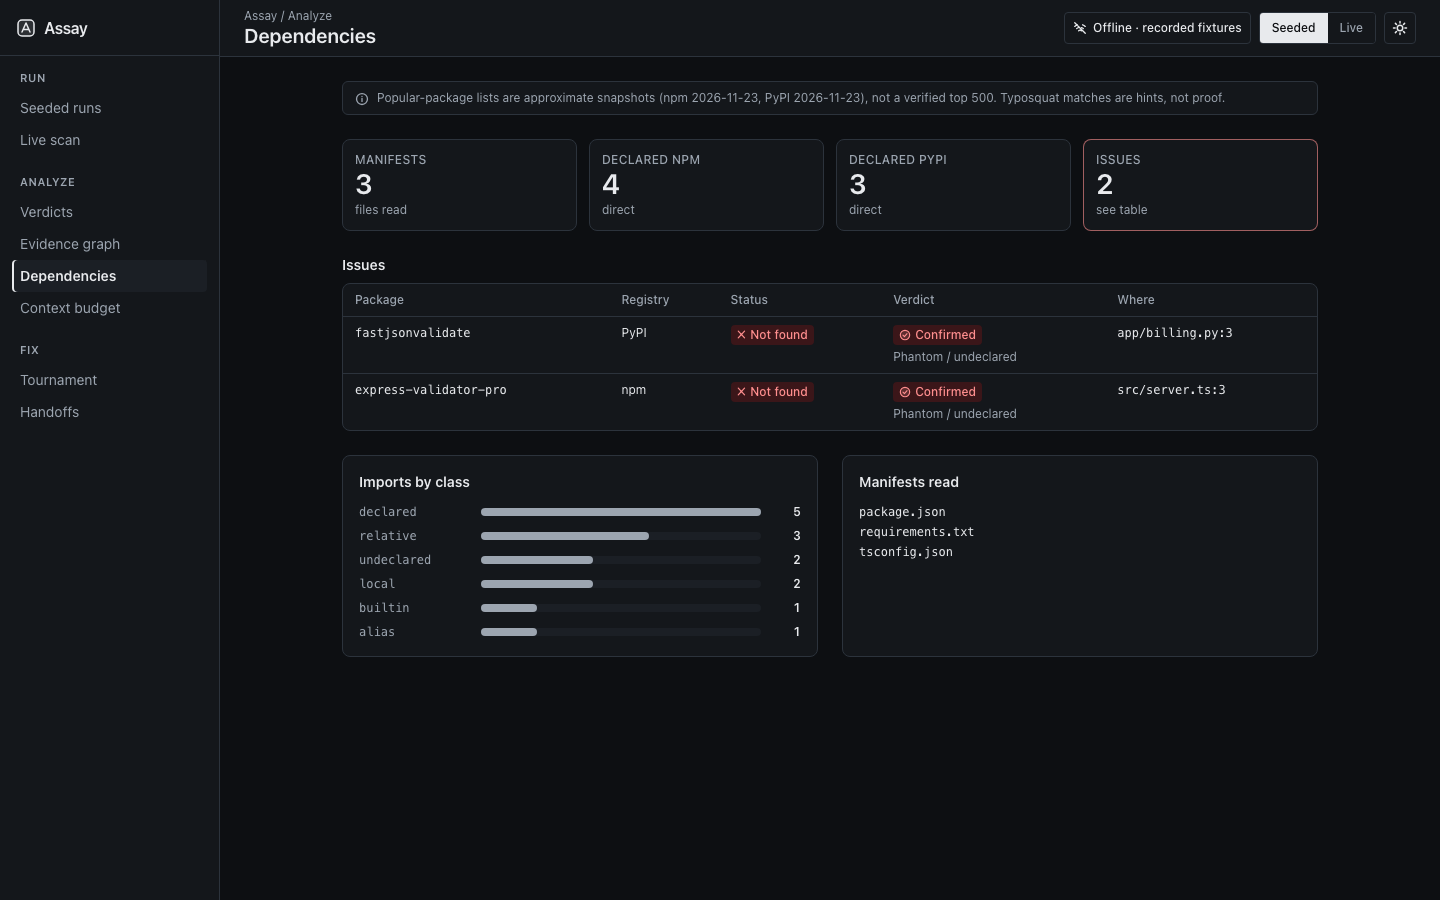 Assay
RUN
Seeded runs
Live scan
ANALYZE
Verdicts
Evidence graph
Dependencies
Context budget
FIX
Tournament
Handoffs
Assay / Analyze
Dependencies
Offline · recorded fixtures
Seeded
Live
Popular-package lists are approximate snapshots (npm 2026-11-23, PyPI 2026-11-23), not a verified top 500. Typosquat matches are hints, not proof.
MANIFESTS
3
files read
DECLARED NPM
4
direct
DECLARED PYPI
3
direct
ISSUES
2
see table
Issues
Package Registry Status Verdict Where
fastjsonvalidate PyPI Not found Confirmed app/billing.py:3
Phantom / undeclared
express-validator-pro npm Not found Confirmed src/server.ts:3
Phantom / undeclared
Imports by class
declared 5
relative 3
undeclared 2
local 2
builtin 1
alias 1
Manifests read
package.json
requirements.txt
tsconfig.json